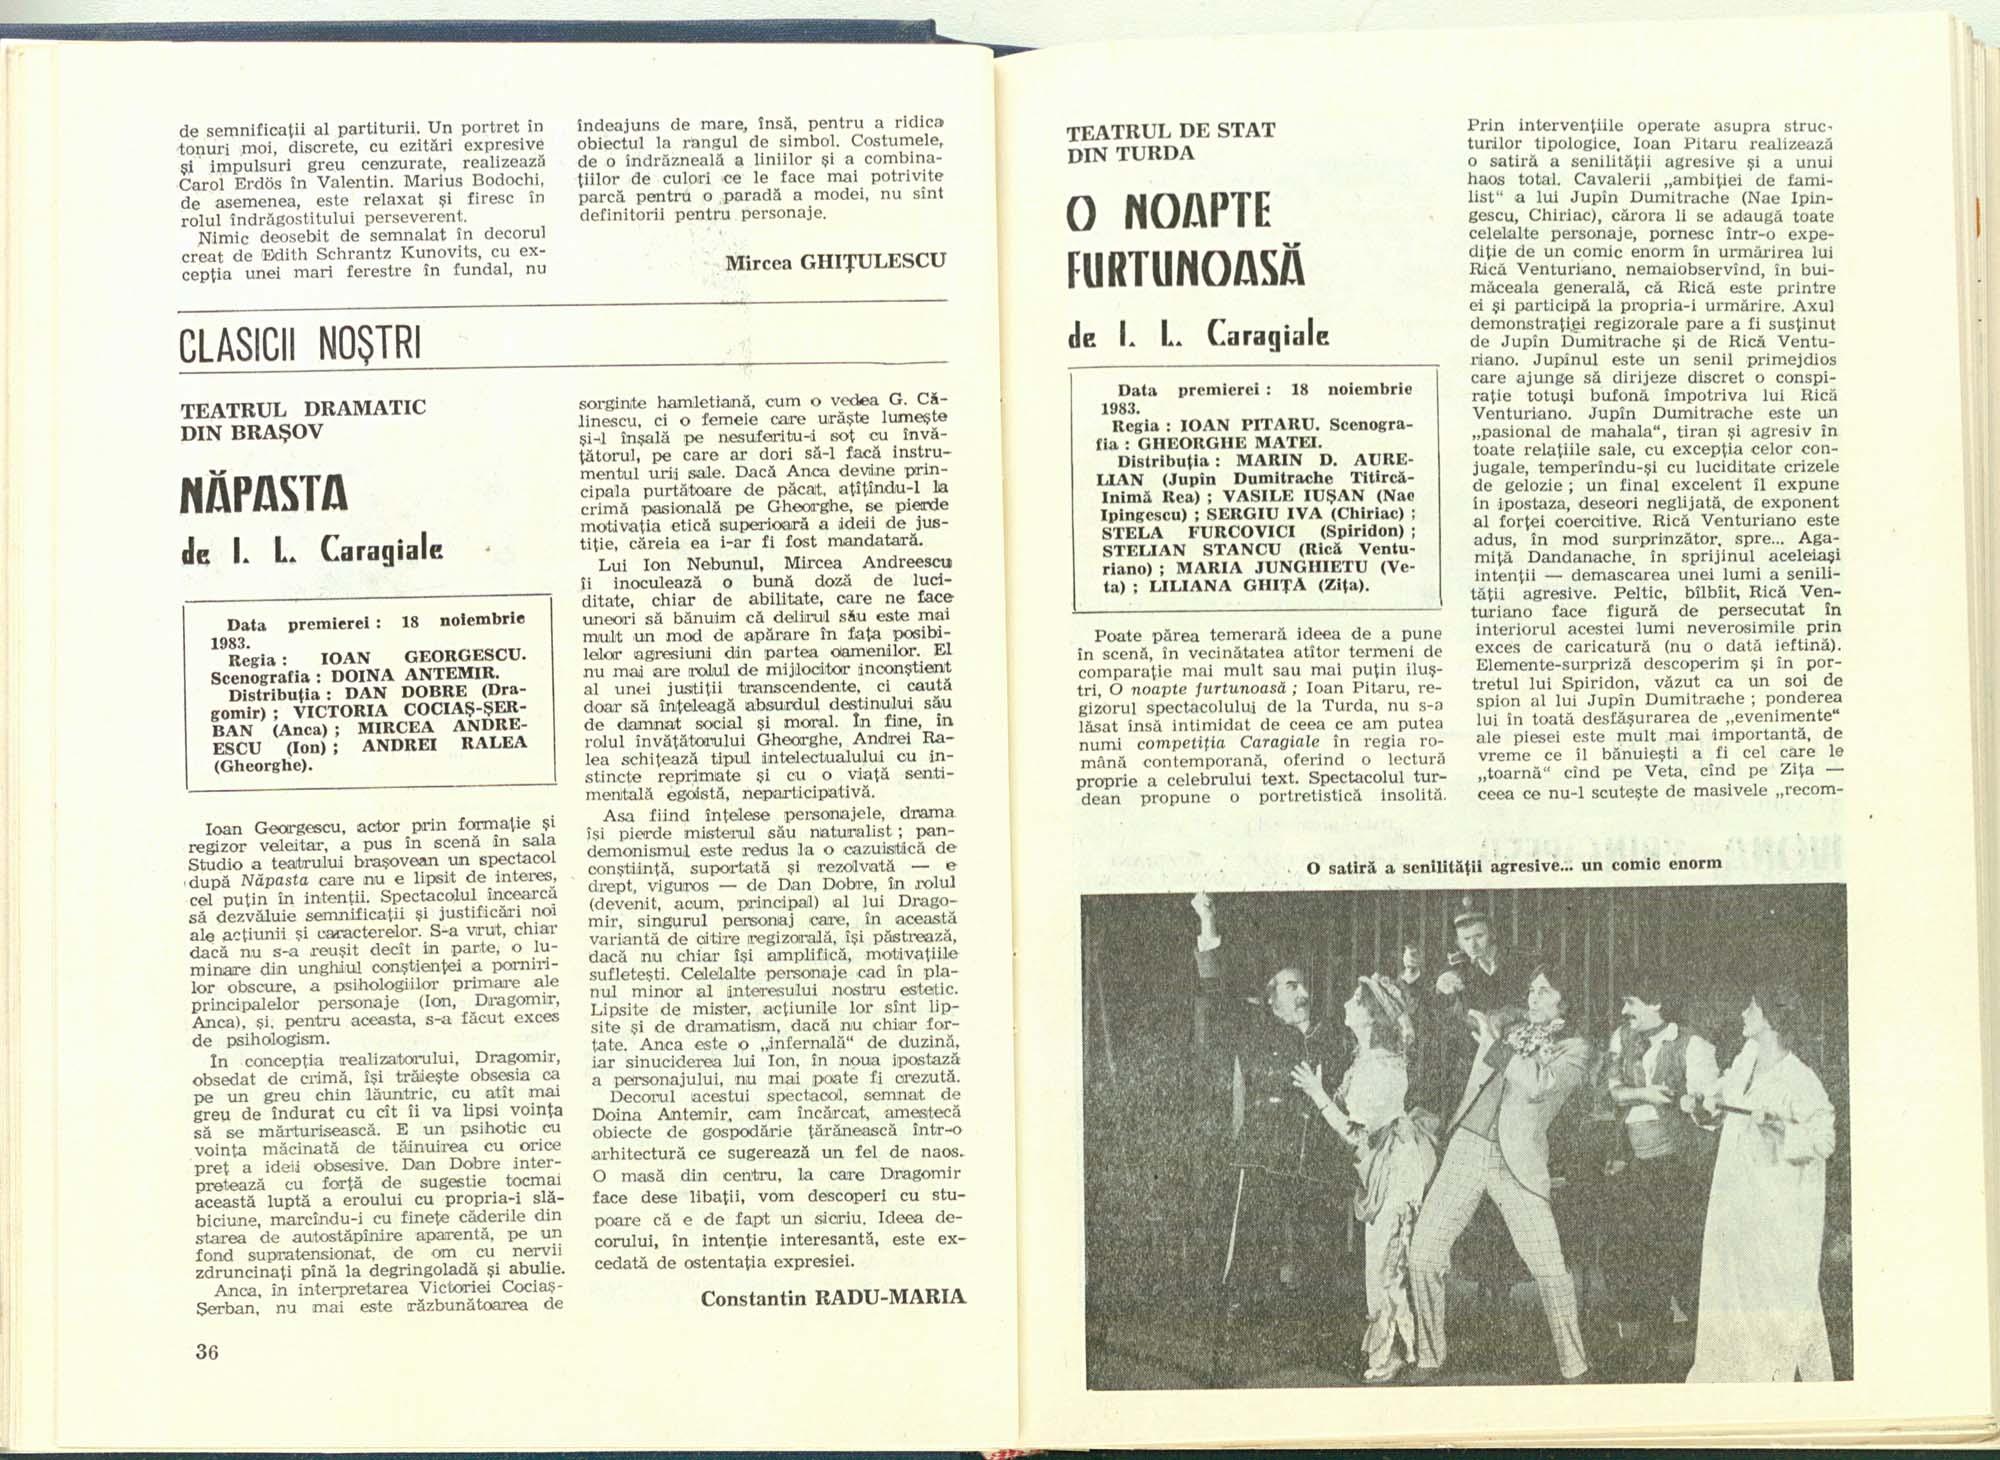 de semnificații al partiturii. Un portret în
tonuri moi, discrete, cu ezitări expresive
și impulsuri greu cenzurate, realizează
Carol Erdös în Valentin. Marius Bodochi,
de asemenea, este relaxat și firesc în
rolul îndrăgostitului perseverent.
Nimic deosebit de semnalat în decorul
creat de Edith Schrantz Kunovits, cu ex-
cepția unei mari ferestre în fundal, nu
îndeajuns de mare, însă, pentru a ridica
obiectul la rangul de simbol. Costumele,
de o îndrăzneală a liniilor și a combina-
țiilor de culori ce le face mai potrivite
parcă pentru o paradă a modei, nu sînt
definitorii pentru personaje.
Mircea GHIȚULESCU
CLASICII NOȘTRI
TEATRUL DRAMATIC
DIN BRAȘOV
NĂPASTA
de I. L. Caragiale
Data premierei : 18 noiembrie
1983.
Regia : IOAN GEORGESCU.
Scenografia : DOINA ANTEMIR.
Distribuția : DAN DOBRE (Dra-
gomir) ; VICTORIA COCIAȘ-ȘER-
BAN (Anca) ; MIRCEA ANDRE-
ESCU (Ion) ; ANDREI RALEA
(Gheorghe).
Ioan Georgescu, actor prin formație și
regizor veleitar, a pus în scenă în sala
Studio a teatrului brașovean un spectacol
după Năpasta care nu e lipsit de interes,
cel puțin în intenții. Spectacolul încearcă
să dezvăluie semnificații și justificări noi
ale acțiunii și caracterelor. S-a vrut, chiar
dacă nu s-a reușit decît in parte, o lu-
minare din unghiul conștienței a porniri-
lor obscure, a psihologiilor primare ale
principalelor personaje (Ion, Dragomir,
Anca), și, pentru aceasta, s-a făcut exces
de psihologism.
În concepția realizatorului, Dragomir,
obsedat de crimă, își trăiește obsesia ca
pe un greu chin lăuntric, cu atît mai
greu de îndurat cu cît îi va lipsi voința
să se mărturisească. E un psihotic cu
voința măcinată de tăinuirea cu orice
preț a ideii obsesive. Dan Dobre inter-
pretează cu forță de sugestie tocmai
această luptă a eroului cu propria-i slă-
biciune, marcîndu-i cu finețe căderile din
starea de autostăpînire aparentă, pe un
fond supratensionat, de om cu nervii
zdruncinați pînă la degringoladă și abulie.
Anca, în interpretarea Victoriei Cociaș-
Șerban, nu mai este răzbunătoarea de
36
sorginte hamletiană, cum o vedea G. Că-
linescu, ci o femeie care urăște lumește
și-l înșală pe nesuferitu-i soț cu învă-
țătorul, pe care ar dori să-l facă instru-
mentul urii sale. Dacă Anca devine prin-
cipala purtătoare de păcat, ațîțîndu-l la
crimă pasională pe Gheorghe, se pierde
motivația etică superioară a ideii de jus-
tiție, căreia ea i-ar fi fost mandatară.
Lui Ion Nebunul, Mircea Andreescu
îi inoculează o bună doză de luci-
ditate, chiar de abilitate, care ne face
uneori să bănuim că delirul său este mai
mult un mod de apărare în fața posibi-
lelor agresiuni din partea oamenilor. El
nu mai are rolul de mijlocitor inconștient
al unei justiții transcendente, ci caută
doar să înțeleagă absurdul destinului său
de damnat social și moral. În fine, în
rolul învățătorului Gheorghe, Andrei Ra-
lea schițează tipul intelectualului cu in-
stincte reprimate și cu o viață senti-
mentală egoistă, neparticipativă.
Asa fiind înțelese personajele, drama
își pierde misterul său naturalist ; pan-
demonismul este redus la o cazuistică de
conștiință, suportată și rezolvată — e
drept, viguros — de Dan Dobre, în rolul
(devenit, acum, principal) al lui Drago-
mir, singurul personaj care, în această
variantă de citire regizorală, își păstrează,
dacă nu chiar își amplifică, motivațiile
sufletești. Celelalte personaje cad în pla-
nul minor al interesului nostru estetic.
Lipsite de mister, acțiunile lor sînt lip-
site și de dramatism, dacă nu chiar for-
țate. Anca este o „infernală“ de duzină,
iar sinuciderea lui Ion, în noua ipostază
a personajului, nu mai poate fi crezută.
Decorul acestui spectacol, semnat de
Doina Antemir, cam încărcat, amestecă
obiecte de gospodărie țărănească într-o
arhitectură ce sugerează un fel de naos.
O masă din centru, la care Dragomir
face dese libații, vom descoperi cu stu-
poare că e de fapt un sicriu. Ideea de-
corului, în intenție interesantă, este ex-
cedată de ostentația expresiei.
Constantin RADU-MARIA
TEATRUL DE STAT
DIN TURDA
O NOAPTE
FURTUNOASĂ
de I. L. Caragiale
Data premierei : 18 noiembrie
1983.
Regia : IOAN PITARU. Scenogra-
fia : GHEORGHE MATEI.
Distribuția : MARIN D. AURE-
LIAN (Jupîn Dumitrache Titircă-
Inimă Rea) ; VASILE IUȘAN (Nae
Ipingescu) ; SERGIU IVA (Chiriac) ;
STELA FURCOVICI (Spiridon) ;
STELIAN STANCU (Rică Ventu-
riano) ; MARIA JUNGHIETU (Ve-
ta) ; LILIANA GHIȚĂ (Zița).
Poate părea temerară ideea de a pune
în scenă, în vecinătatea atîtor termeni de
comparație mai mult sau mai puțin iluș-
tri, O noapte furtunoasă ; Ioan Pitaru, re-
gizorul spectacolului de la Turda, nu s-a
lăsat însă intimidat de ceea ce am putea
numi competiția Caragiale în regia ro-
mână contemporană, oferind o lectură
proprie a celebrului text. Spectacolul tur-
dean propune o portretistică insolită.
Prin intervențiile operate asupra struc-
turilor tipologice, Ioan Pitaru realizează
o satiră a senilității agresive și a unui
haos total. Cavalerii „ambiției de fami-
list“ a lui Jupîn Dumitrache (Nae Ipin-
gescu, Chiriac), cărora li se adaugă toate
celelalte personaje, pornesc într-o expe-
diție de un comic enorm în urmărirea lui
Rică Venturiano, nemaiobservînd, în bui-
măceala generală, că Rică este printre
ei și participă la propria-i urmărire. Axul
demonstrației regizorale pare a fi susținut
de Jupîn Dumitrache și de Rică Ventu-
riano. Jupînul este un senil primejdios
care ajunge să dirijeze discret o conspi-
rație totuși bufonă împotriva lui Rică
Venturiano. Jupîn Dumitrache este un
„pasional de mahala“, tiran și agresiv în
toate relațiile sale, cu excepția celor con-
jugale, temperîndu-și cu luciditate crizele
de gelozie ; un final excelent îl expune
în ipostaza, deseori neglijată, de exponent
al forței coercitive. Rică Venturiano este
adus, în mod surprinzător, spre... Aga-
miță Dandanache, în sprijinul aceleiași
intenții — demascarea unei lumi a senili-
tății agresive. Peltic, bîlbîit, Rică Ven-
turiano face figură de persecutat în
interiorul acestei lumi neverosimile prin
exces de caricatură (nu o dată ieftină).
Elemente-surpriză descoperim și în por-
tretul lui Spiridon, văzut ca un soi de
spion al lui Jupîn Dumitrache ; ponderea
lui în toată desfășurarea de „evenimente“
ale piesei este mult mai importantă, de
vreme ce îl bănuiești a fi cel care le
„toarnă“ cînd pe Veta, cînd pe Zița —
ceea ce nu-l scutește de masivele „recom-
O satiră a senilității agresive... un comic enorm